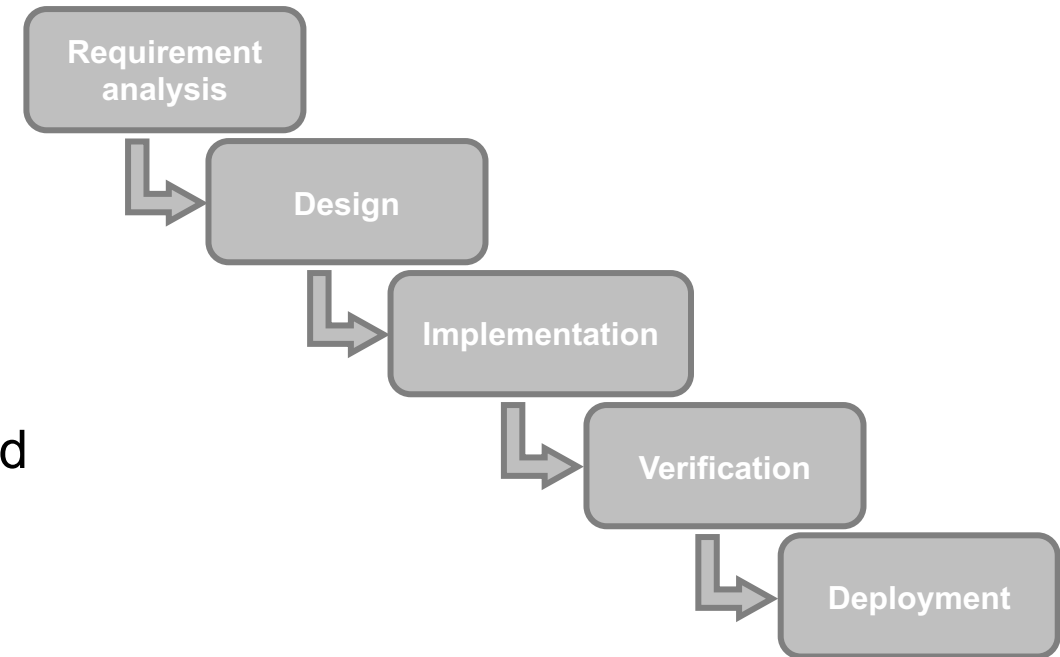 Requirement
analysis
Design
Implementation
d
Verification
Deployment